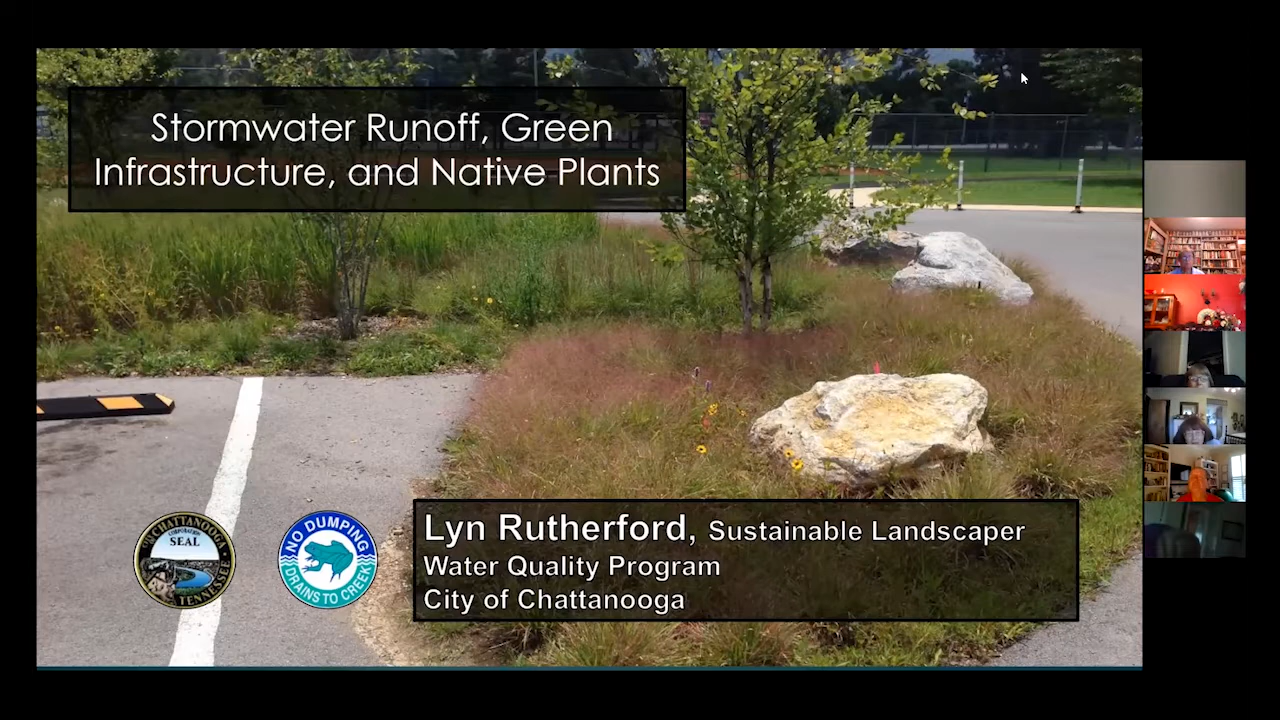 Stormwater Runoff, Green
Infrastructure, and Native Plants
CHATTANOOGA
CORPORATION
SEAL
TENNESSEE
NO DUMPING
DRAINS TO CREEK
Lyn Rutherford, Sustainable Landscaper
Water Quality Program
City of Chattanooga